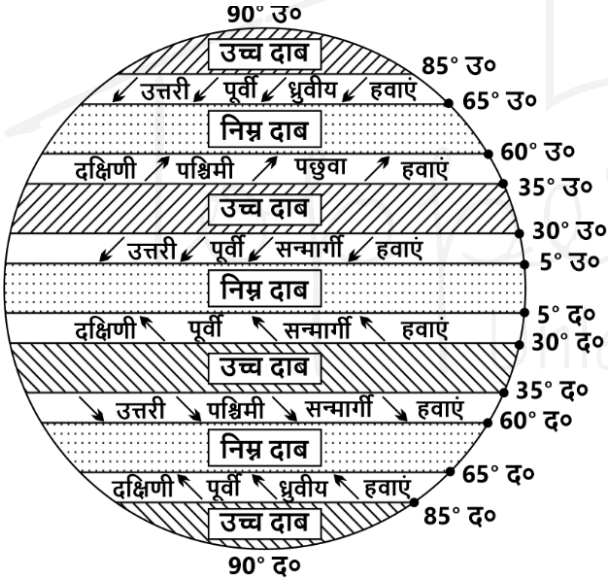 90° उ०
उच्च दाब
85° उ०
उत्तरी पूर्वी ध्रुवीय हवाएं
65° उ०
निम्न दाब
60° उ०
दक्षिणी पश्चिमी पछुवा हवाएं
35° उ०
उच्च दाब
30° उ०
उत्तरी पूर्वी सन्मार्गी हवाएं
5° उ०
निम्न दाब
5° द०
दक्षिणी पूर्वी सन्मार्गी हवाएं
30° द०
उच्च दाब
35° द०
उत्तरी पश्चिमी सन्मार्गी हवाएं
60° द०
निम्न दाब
65° द०
दक्षिणी पूर्वी ध्रुवीय हवाएं
85° द०
उच्च दाब
90° द०